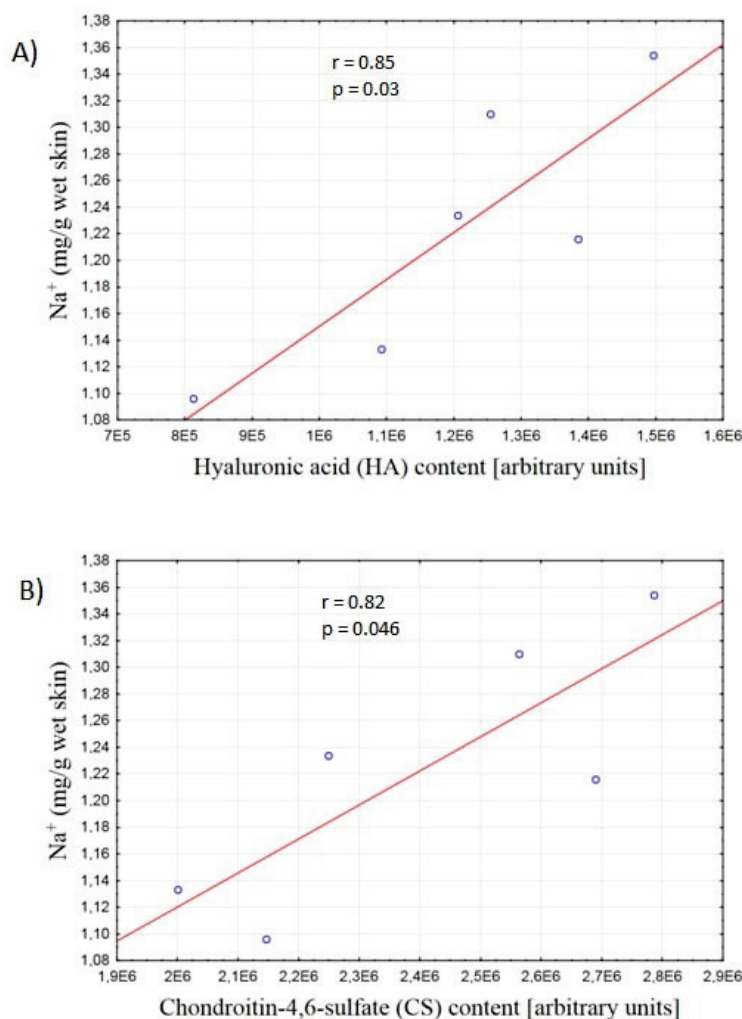 A)
r = 0.85
p = 0.03
Na+ (mg/g wet skin)
1,38
1,36
1,34
1,32
1,30
1,28
1,26
1,24
1,22
1,20
1,18
1,16
1,14
1,12
1,10
1,08
7E5 8E5 9E5 1E6 1,1E6 1,2E6 1,3E6 1,4E6 1,5E6 1,6E6
Hyaluronic acid (HA) content [arbitrary units]
B)
r = 0.82
p = 0.046
Na+ (mg/g wet skin)
1,38
1,36
1,34
1,32
1,30
1,28
1,26
1,24
1,22
1,20
1,18
1,16
1,14
1,12
1,10
1,08
1,9E6 2E6 2,1E6 2,2E6 2,3E6 2,4E6 2,5E6 2,6E6 2,7E6 2,8E6 2,9E6
Chondroitin-4,6-sulfate (CS) content [arbitrary units]